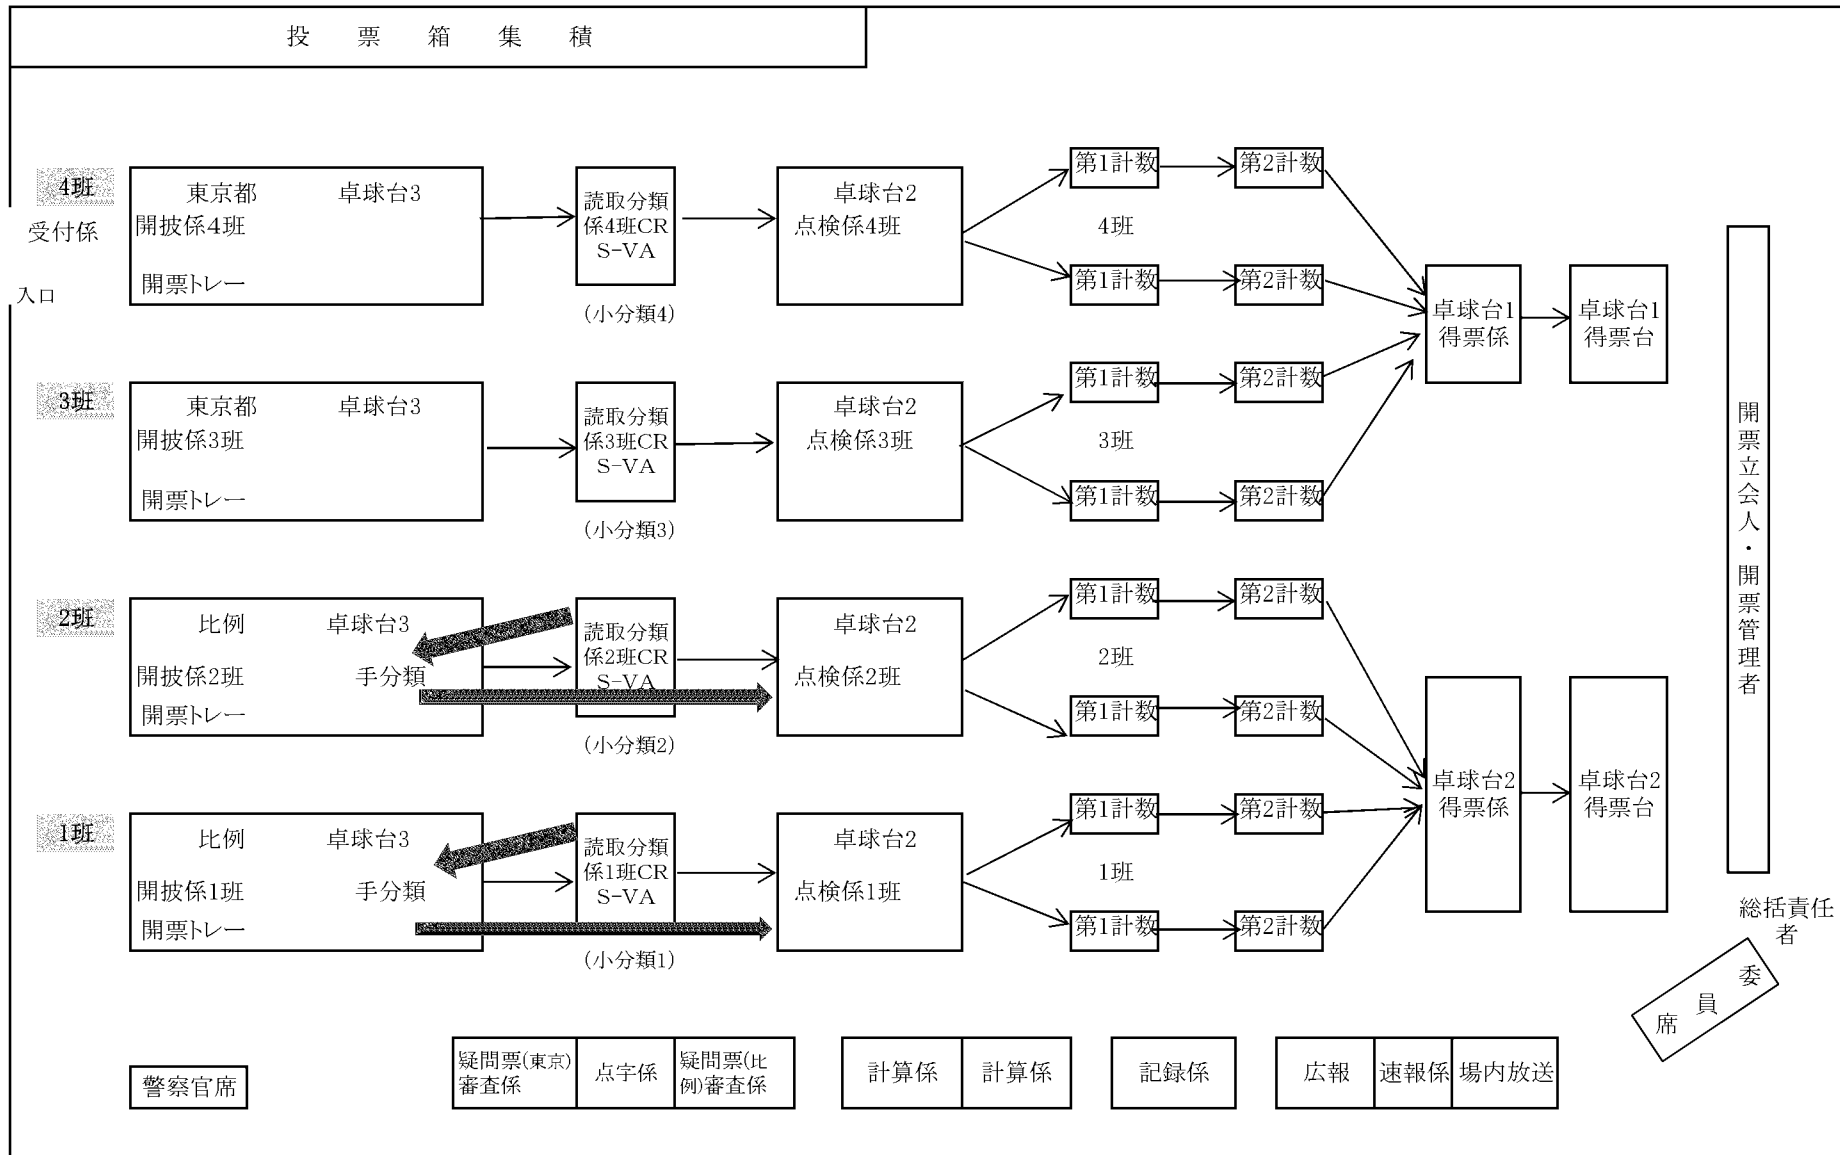 投票箱集積
4班
受付係
入口
東京都 卓球台3
開披係4班
開票トレー
読取分類
係4班CR
S-VA
(小分類4)
卓球台2
点検係4班
第1計数
第2計数
4班
第1計数
第2計数
3班
東京都 卓球台3
開披係3班
開票トレー
読取分類
係3班CR
S-VA
(小分類3)
卓球台2
点検係3班
第1計数
第2計数
3班
第1計数
第2計数
卓球台1
得票係
卓球台1
得票台
2班
比例 卓球台3
開披係2班 手分類
開票トレー
読取分類
係2班CR
S-VA
(小分類2)
卓球台2
点検係2班
第1計数
第2計数
2班
第1計数
第2計数
1班
比例 卓球台3
開披係1班 手分類
開票トレー
読取分類
係1班CR
S-VA
(小分類1)
卓球台2
点検係1班
第1計数
第2計数
1班
第1計数
第2計数
卓球台2
得票係
卓球台2
得票台
開票立会人・開票管理者
総括責任
者
委員席
警察官席
疑問票(東京)
審査係
点字係
疑問票(比
例)審査係
計算係
計算係
記録係
広報
速報係
場内放送